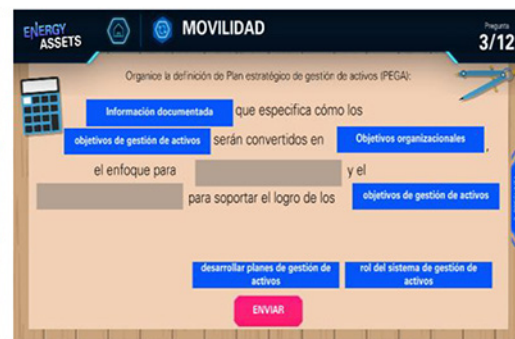 ENERGY ASSETS
MOVILIDAD
Pregunta
3/12
Organice la definición de Plan estratégico de gestión de activos (PEGA):
Información documentada que especifica cómo los
objetivos de gestión de activos serán convertidos en Objetivos organizacionales ,
el enfoque para y el
para soportar el logro de los objetivos de gestión de activos
desarrollar planes de gestión de activos
rol del sistema de gestión de activos
ENVIAR